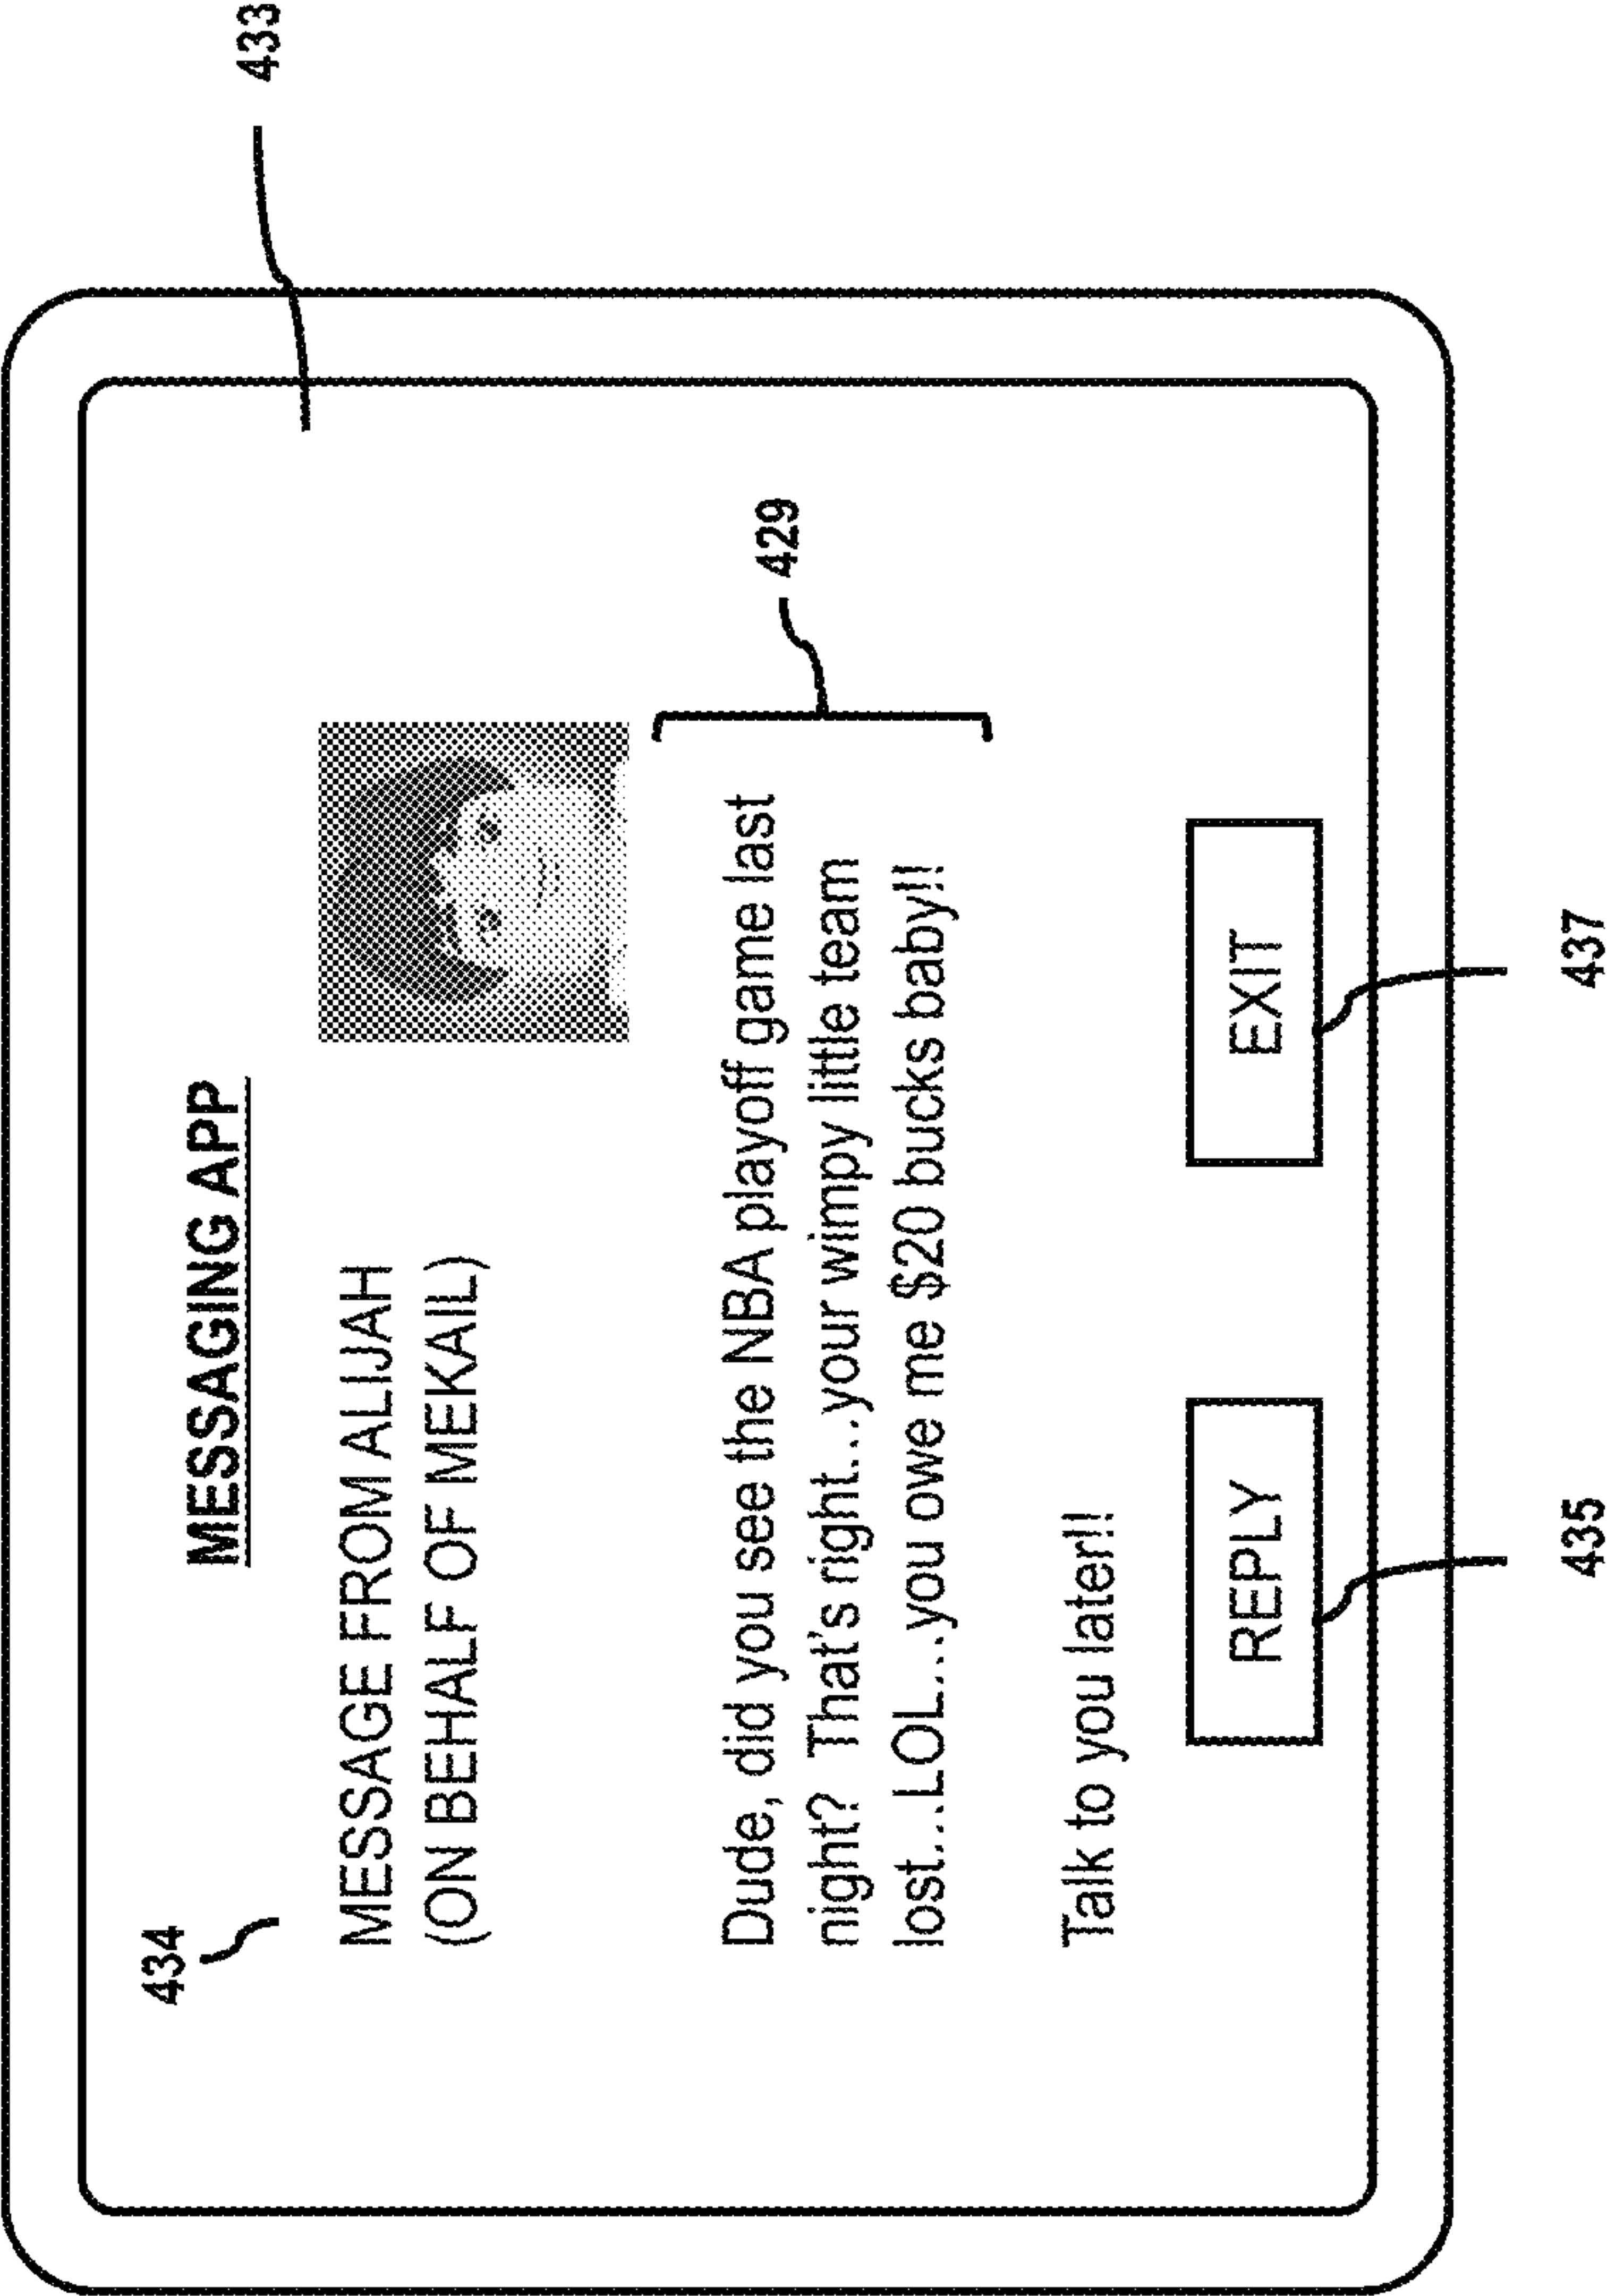 433
434
MESSAGING APP
MESSAGE FROM ALIJAH
(ON BEHALF OF MEKAIL)
429
Dude, did you see the NBA playoff game last
night? That's right...your wimpy little team
lost...LOL...you owe me $20 bucks baby!!
Talk to you later!!
REPLY
EXIT
435
437